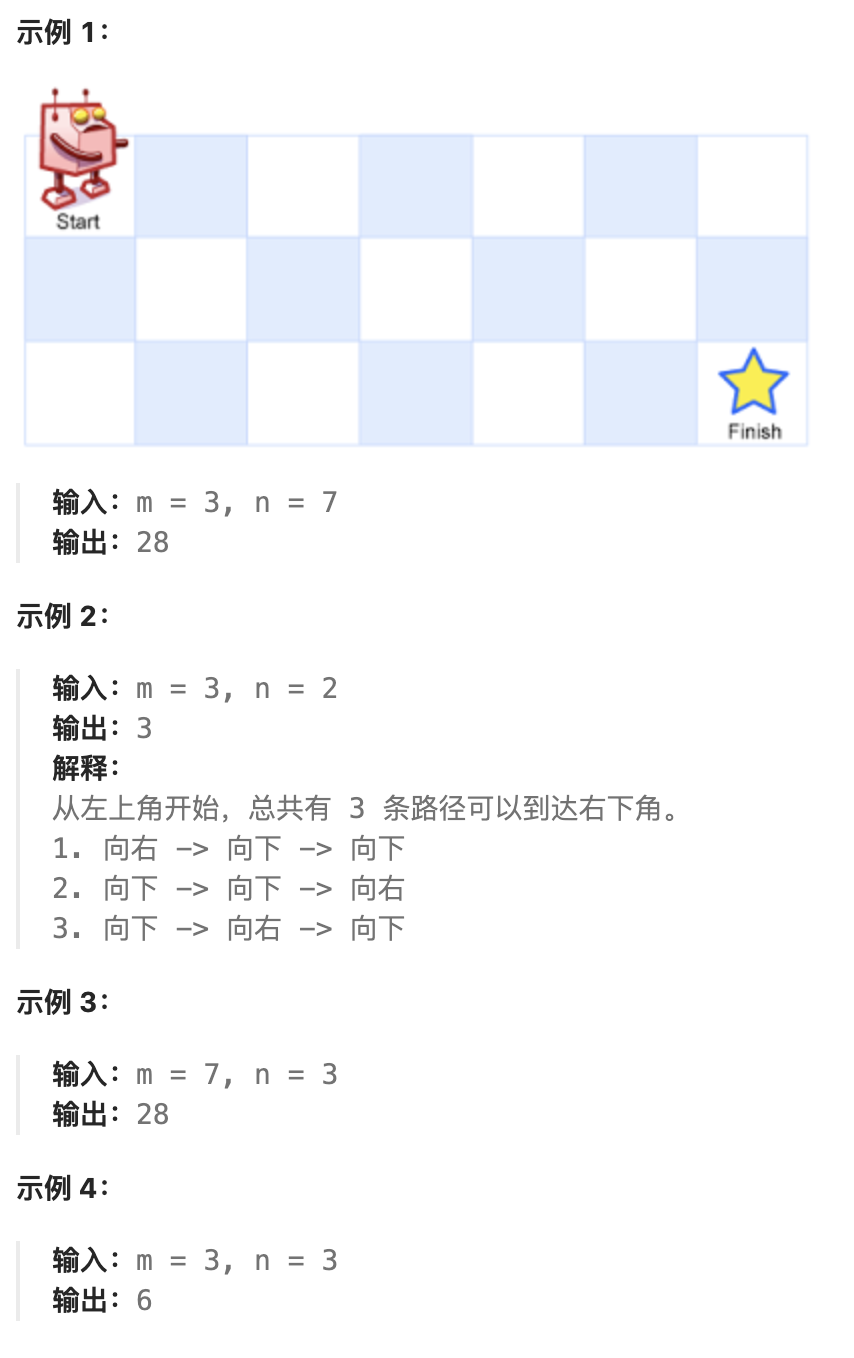 示例 1：
Start
Finish
输入：m = 3, n = 7
输出：28
示例 2：
输入：m = 3, n = 2
输出：3
解释：
从左上角开始，总共有 3 条路径可以到达右下角。
1. 向右 -> 向下 -> 向下
2. 向下 -> 向下 -> 向右
3. 向下 -> 向右 -> 向下
示例 3：
输入：m = 7, n = 3
输出：28
示例 4：
输入：m = 3, n = 3
输出：6